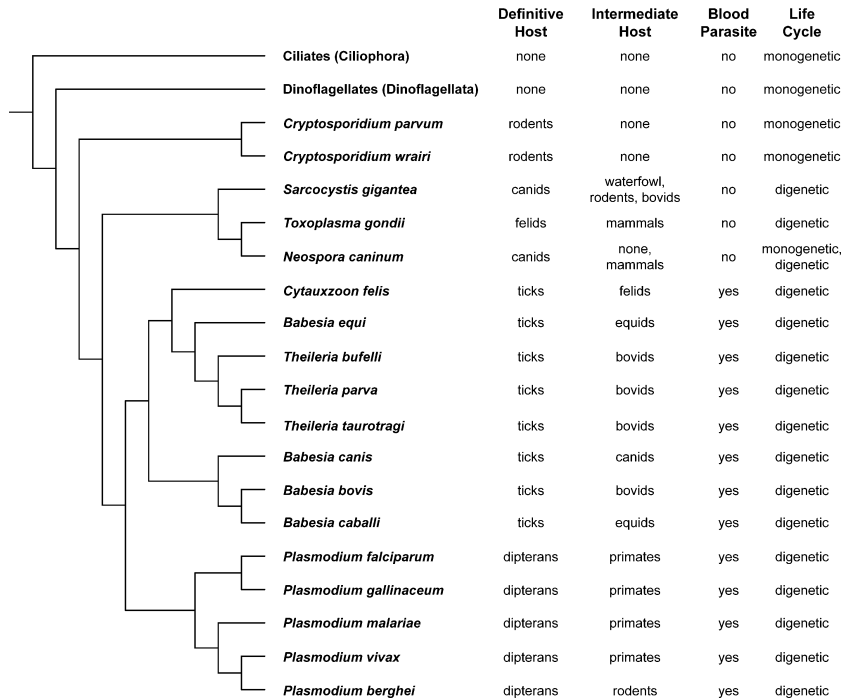 Definitive Intermediate Blood Life
Host Host Parasite Cycle
Ciliates (Ciliophora) none none no monogenetic
Dinoflagellates (Dinoflagellata) none none no monogenetic
Cryptosporidium parvum rodents none no monogenetic
Cryptosporidium wrairi rodents none no monogenetic
Sarcocystis gigantea canids waterfowl, rodents, bovids no digenetic
Toxoplasma gondii felids mammals no digenetic
Neospora caninum canids none, mammals no monogenetic, digenetic
Cytauxzoon felis ticks felids yes digenetic
Babesia equi ticks equids yes digenetic
Theileria bufelli ticks bovids yes digenetic
Theileria parva ticks bovids yes digenetic
Theileria taurotragi ticks bovids yes digenetic
Babesia canis ticks canids yes digenetic
Babesia bovis ticks bovids yes digenetic
Babesia caballi ticks equids yes digenetic
Plasmodium falciparum dipterans primates yes digenetic
Plasmodium gallinaceum dipterans primates yes digenetic
Plasmodium malariae dipterans primates yes digenetic
Plasmodium vivax dipterans primates yes digenetic
Plasmodium berghei dipterans rodents yes digenetic